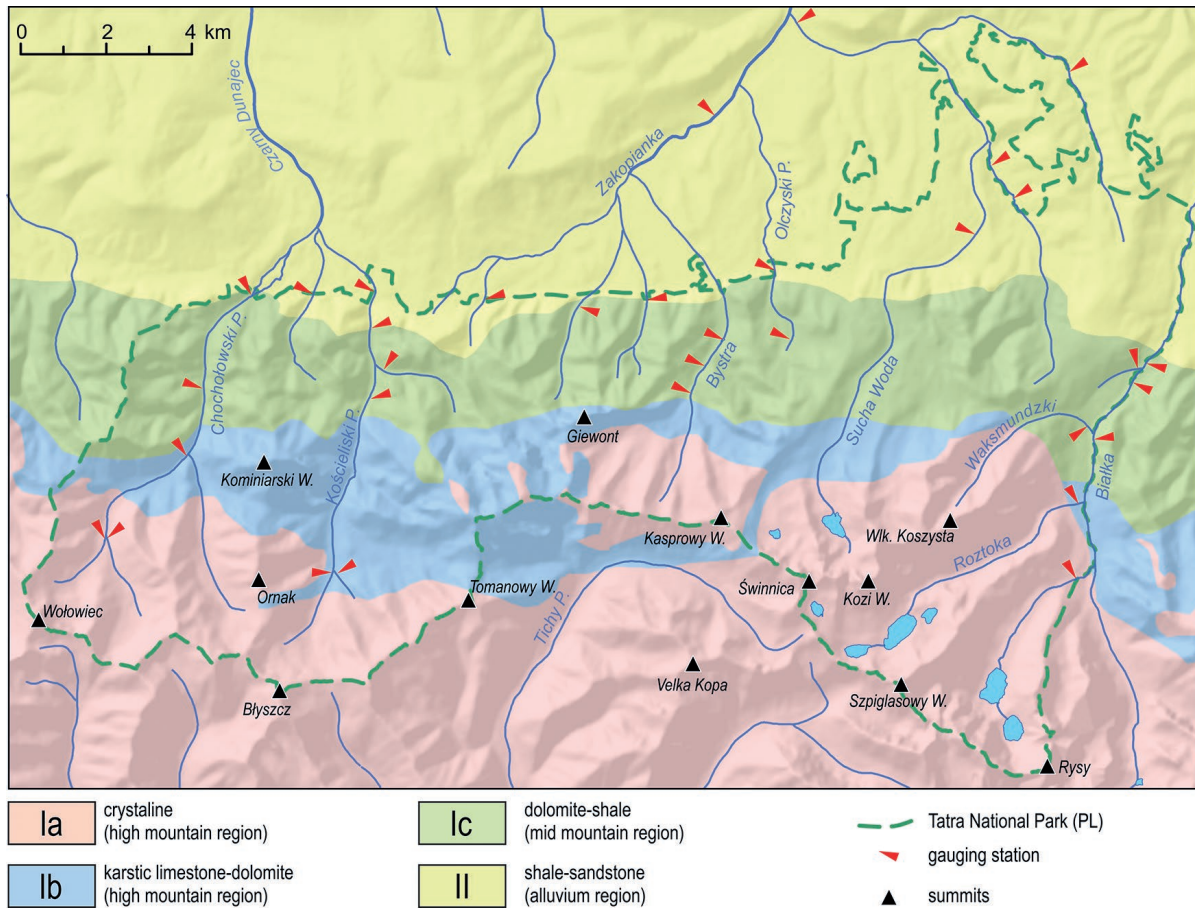 0 2 4 km
Czarny Dunajec
Zakopianka
Olczyski P.
Chochołowski P.
Kościeliski P.
Bystra
Sucha Woda
Waksmundzki
Białka
Giewont
Kominiarski W.
Kasprowy W.
Wlk. Koszysta
Roztoka
Ornak
Tomanowy W.
Tichy P.
Świnnica
Kozi W.
Wołowiec
Velka Kopa
Błyszcz
Szpiglasowy W.
Rysy
Ia
crystaline
(high mountain region)
Ib
karstic limestone-dolomite
(high mountain region)
Ic
dolomite-shale
(mid mountain region)
II
shale-sandstone
(alluvium region)
Tatra National Park (PL)
gauging station
summits